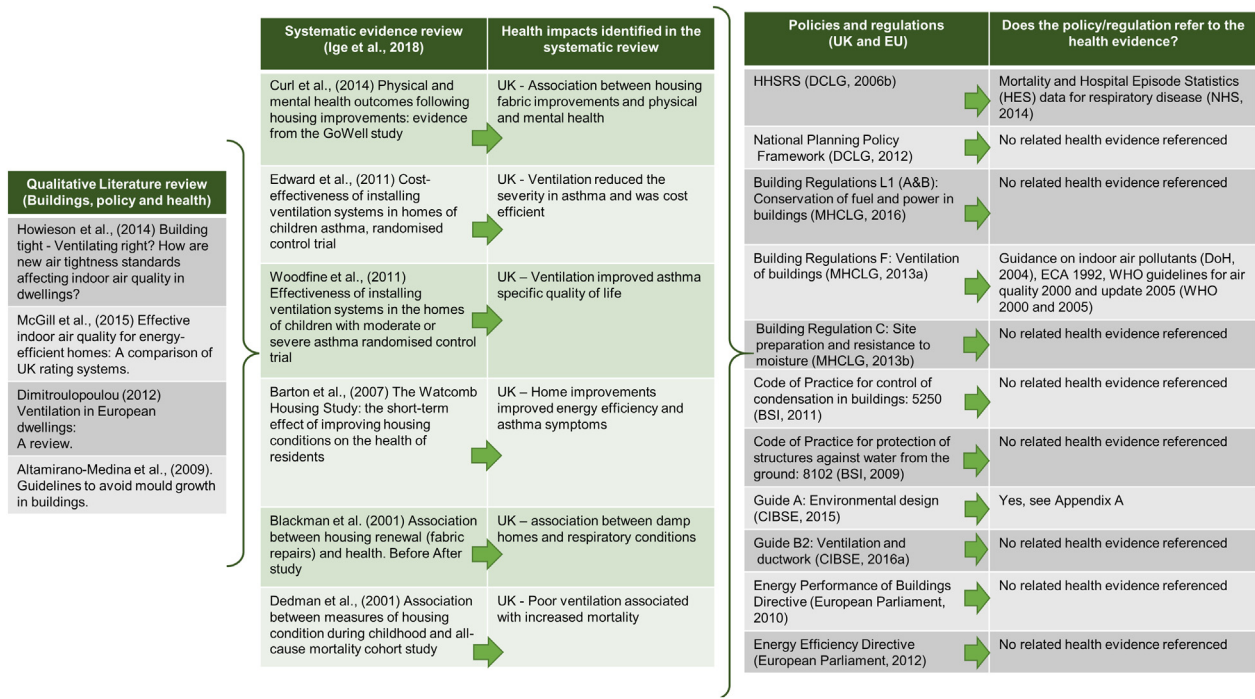 Qualitative Literature review
(Buildings, policy and health)
Howieson et al., (2014) Building
tight - Ventilating right? How are
new air tightness standards
affecting indoor air quality in
dwellings?
McGill et al., (2015) Effective
indoor air quality for energy-
efficient homes: A comparison of
UK rating systems.
Dimitroulopoulou (2012)
Ventilation in European
dwellings:
A review.
Altamirano-Medina et al., (2009).
Guidelines to avoid mould growth
in buildings.
Systematic evidence review
(Ige et al., 2018)
Health impacts identified in the
systematic review
Curl et al., (2014) Physical and
mental health outcomes following
housing improvements: evidence
from the GoWell study
UK - Association between housing
fabric improvements and physical
and mental health
Edward et al., (2011) Cost-
effectiveness of installing
ventilation systems in homes of
children asthma, randomised
control trial
UK - Ventilation reduced the
severity in asthma and was cost
efficient
Woodfine et al., (2011)
Effectiveness of installing
ventilation systems in the homes
of children with moderate or
severe asthma randomised control
trial
UK – Ventilation improved asthma
specific quality of life
Barton et al., (2007) The Watcomb
Housing Study: the short-term
effect of improving housing
conditions on the health of
residents
UK – Home improvements
improved energy efficiency and
asthma symptoms
Blackman et al. (2001) Association
between housing renewal (fabric
repairs) and health. Before After
study
UK – association between damp
homes and respiratory conditions
Dedman et al., (2001) Association
between measures of housing
condition during childhood and all-
cause mortality cohort study
UK - Poor ventilation associated
with increased mortality
Policies and regulations
(UK and EU)
Does the policy/regulation refer to the
health evidence?
HHSRS (DCLG, 2006b)
Mortality and Hospital Episode Statistics
(HES) data for respiratory disease (NHS,
2014)
National Planning Policy
Framework (DCLG, 2012)
No related health evidence referenced
Building Regulations L1 (A&B):
Conservation of fuel and power in
buildings (MHCLG, 2016)
No related health evidence referenced
Building Regulations F: Ventilation
of buildings (MHCLG, 2013a)
Guidance on indoor air pollutants (DoH,
2004), ECA 1992, WHO guidelines for air
quality 2000 and update 2005 (WHO
2000 and 2005)
Building Regulation C: Site
preparation and resistance to
moisture (MHCLG, 2013b)
No related health evidence referenced
Code of Practice for control of
condensation in buildings: 5250
(BSI, 2011)
No related health evidence referenced
Code of Practice for protection of
structures against water from the
ground: 8102 (BSI, 2009)
No related health evidence referenced
Guide A: Environmental design
(CIBSE, 2015)
Yes, see Appendix A
Guide B2: Ventilation and
ductwork (CIBSE, 2016a)
No related health evidence referenced
Energy Performance of Buildings
Directive (European Parliament,
2010)
No related health evidence referenced
Energy Efficiency Directive
(European Parliament, 2012)
No related health evidence referenced